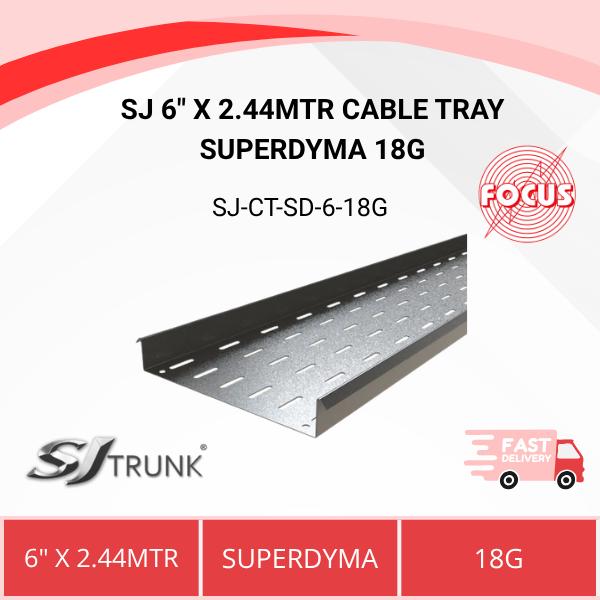 SJ 6" X 2.44MTR CABLE TRAY
SUPERDYMA 18G
SJ-CT-SD-6-18G
FOCUS
SJ TRUNK®
FAST
DELIVERY
6" X 2.44MTR
SUPERDYMA
18G